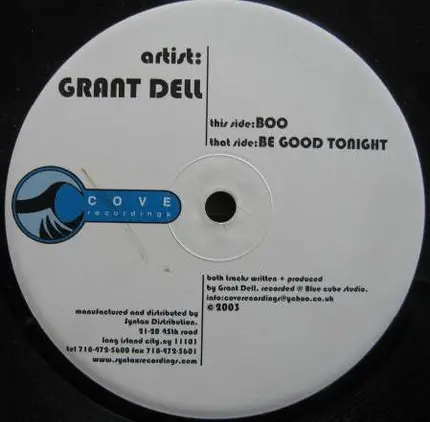 artist:
GRANT DELL
this side:BOO
that side:BE GOOD TONIGHT
COVE
recordings
both tracks written + produced
by Grant Dell. recorded @ Blue cube studio.
info:coverecordings@yahoo.co.uk
© 2003
manufactured and distributed by
Syntax Distribution.
21-20 45th road
long island city.ny 11101
tel 718-472-5600 fax 718-472-5601
www.syntaxrecordings.com